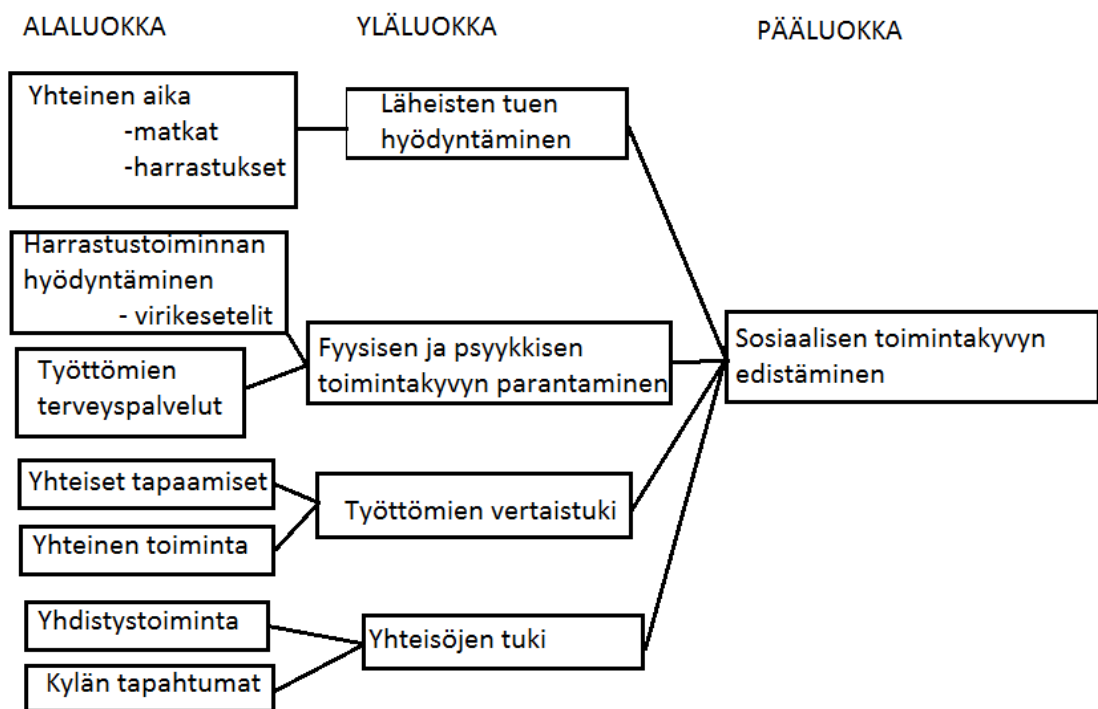 ALALUOKKA
YLÄLUOKKA
PÄÄLUOKKA
Yhteinen aika
-matkat
-harrastukset
Läheisten tuen
hyödyntäminen
Harrastustoiminnan
hyödyntäminen
- virikesetelit
Työttömien
terveyspalvelut
Fyysisen ja psyykkisen
toimintakyvyn parantaminen
Sosiaalisen toimintakyvyn
edistäminen
Yhteiset tapaamiset
Yhteinen toiminta
Työttömien vertaistuki
Yhdistystoiminta
Kylän tapahtumat
Yhteisöjen tuki